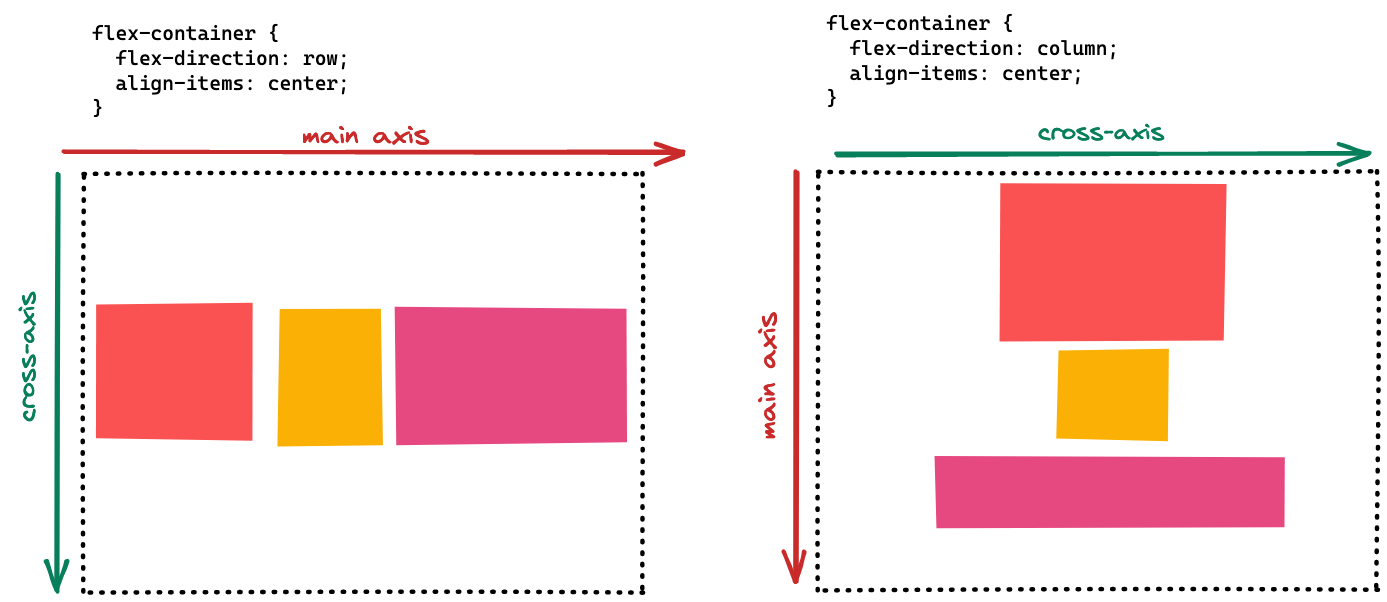 flex-container {
  flex-direction: row;
  align-items: center;
}
main axis
cross-axis
flex-container {
  flex-direction: column;
  align-items: center;
}
cross-axis
main axis